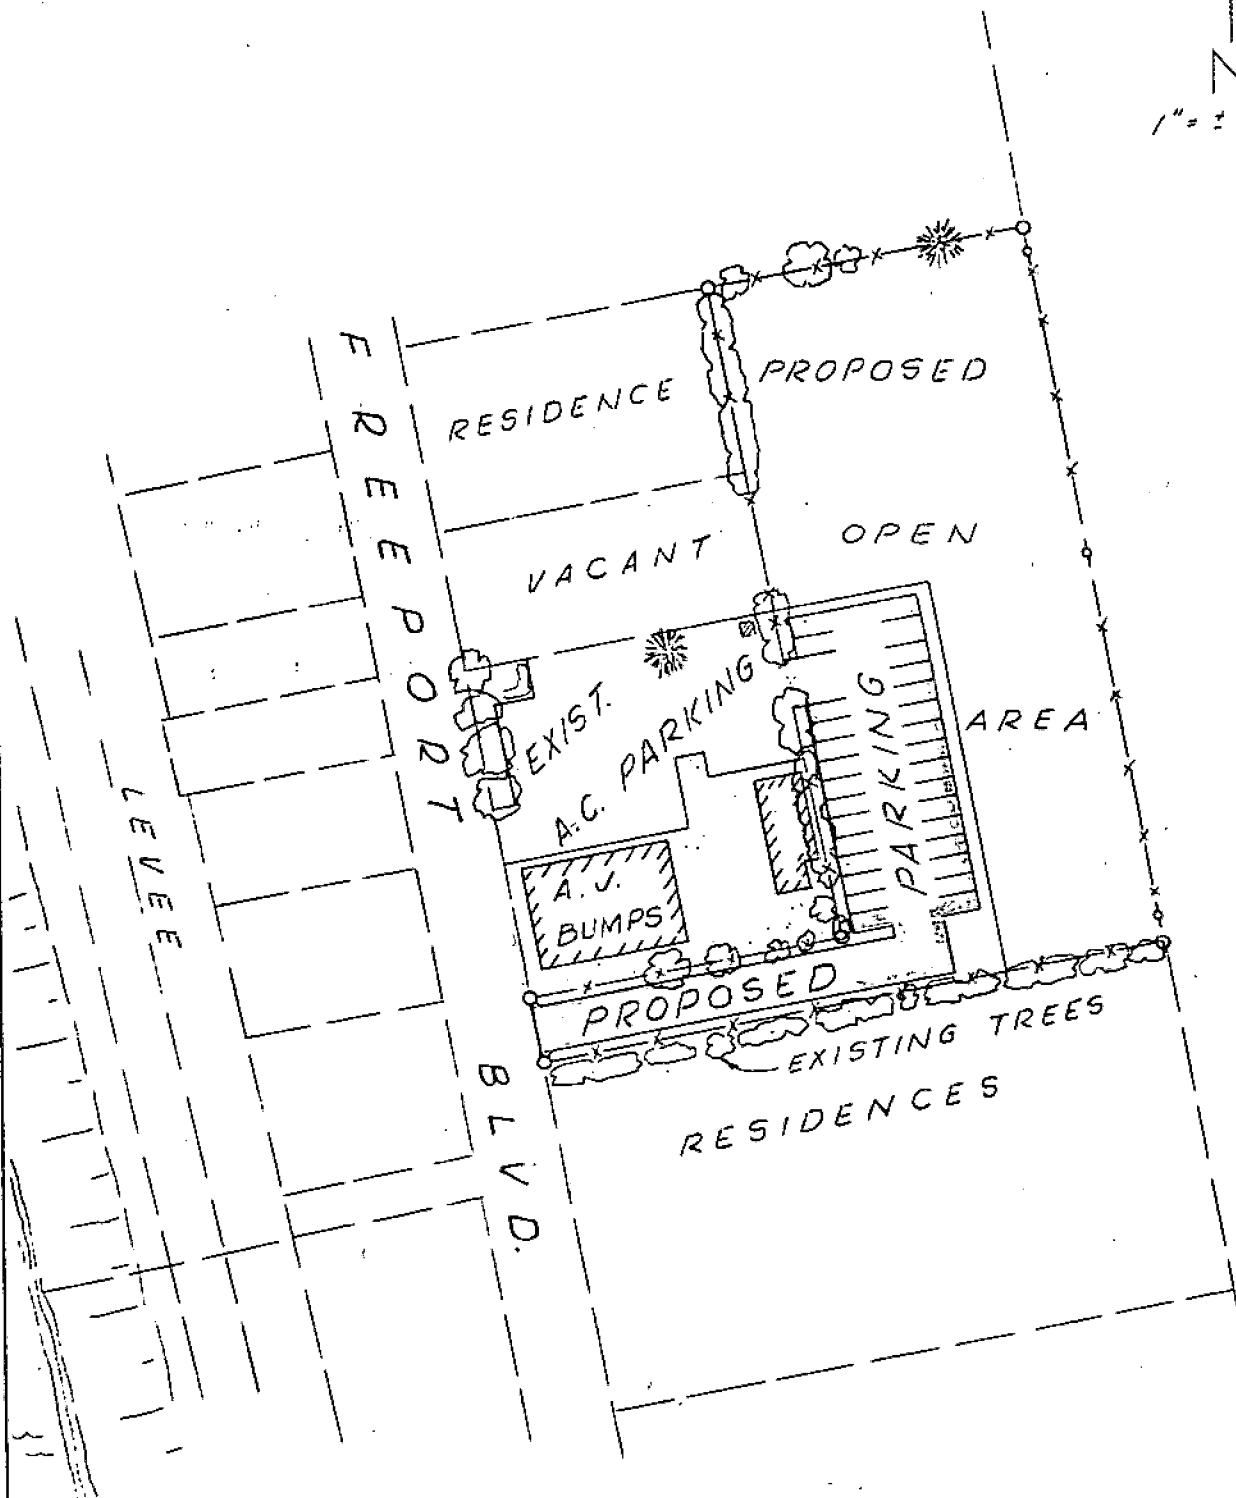 1" = ±
FREEPORT
BLVD.
LEVEE
RESIDENCE
PROPOSED
VACANT
OPEN
EXIST.
A.C. PARKING
AREA
PARKING
A.J.
BUMPS
PROPOSED
EXISTING TREES
RESIDENCES